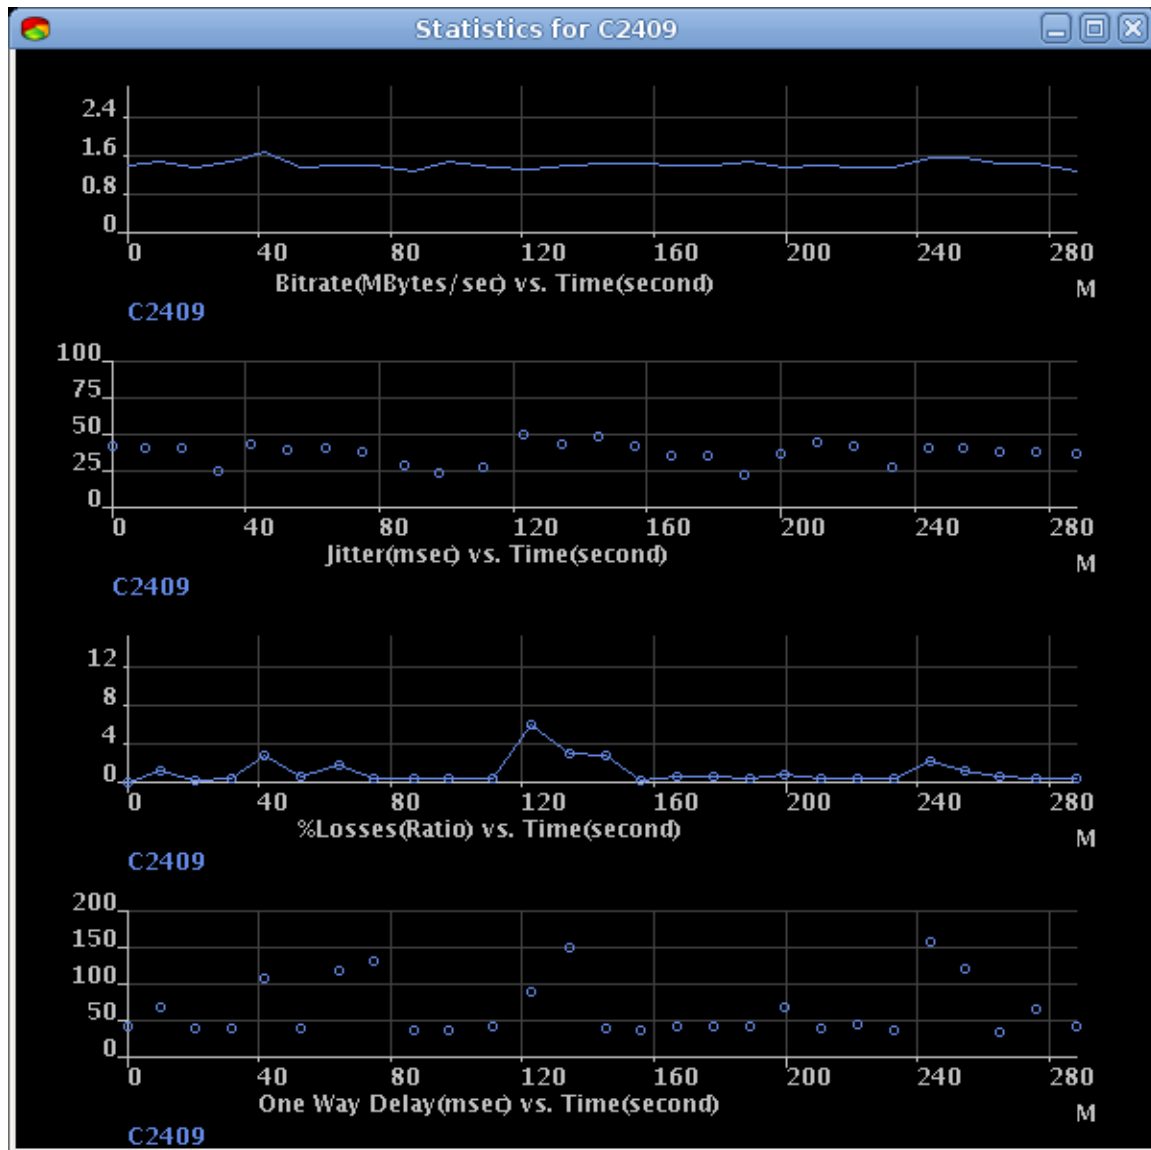 Statistics for C2409
2.4
1.6
0.8
0
0 40 80 120 160 200 240 280
Bitrate(MBytes/sec) vs. Time(second)
M
C2409
100
75
50
25
0
0 40 80 120 160 200 240 280
Jitter(msec) vs. Time(second)
M
C2409
12
8
4
0
0 40 80 120 160 200 240 280
%Losses(Ratio) vs. Time(second)
M
C2409
200
150
100
50
0
0 40 80 120 160 200 240 280
One Way Delay(msec) vs. Time(second)
M
C2409